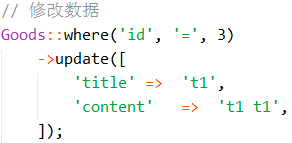 // 修改数据
Goods::where('id', '=', 3)
    ->update([
        'title' => 't1',
        'content'   =>  't1 t1',
    ]);